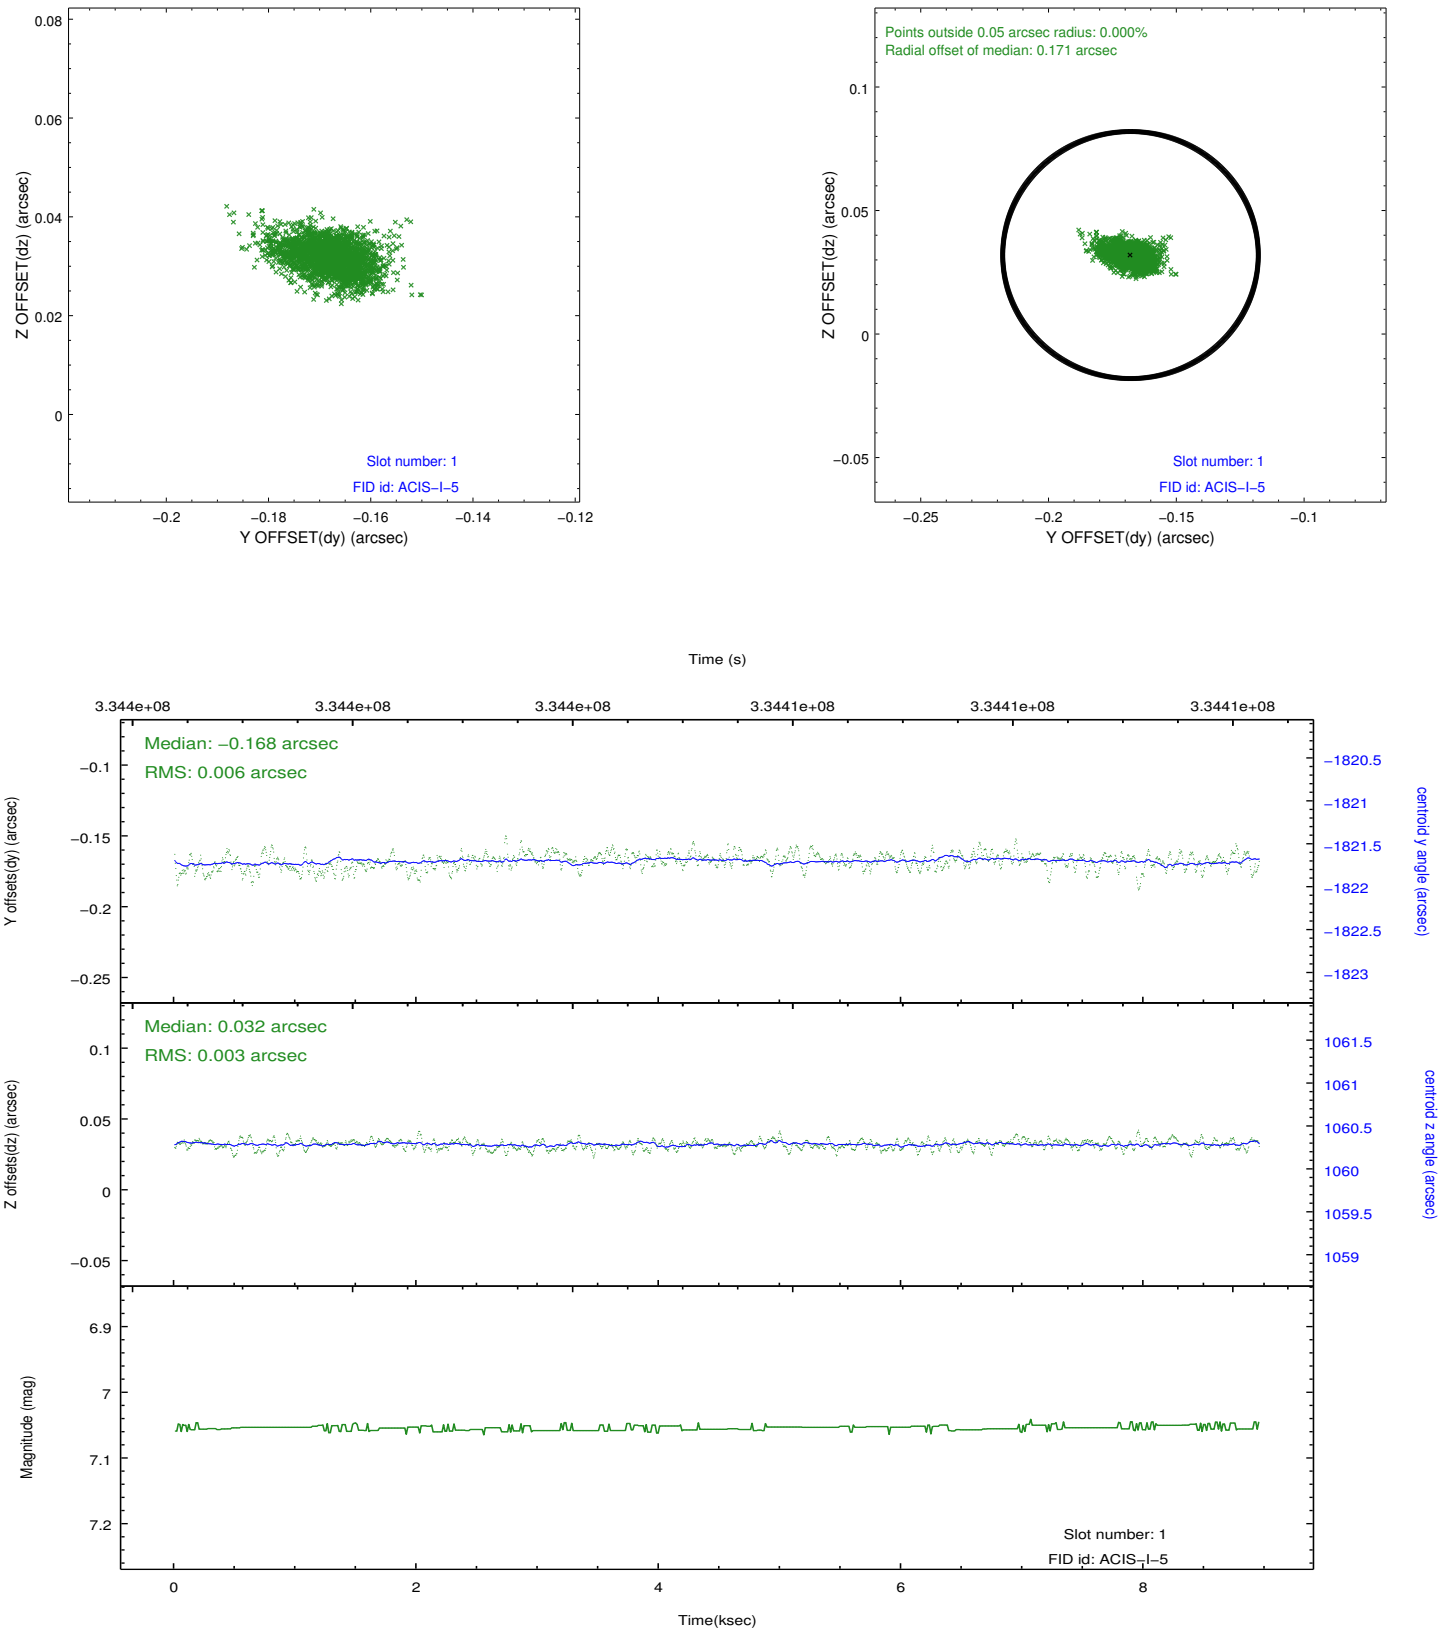 0.08
0.06
0.04
0.02
0
Z OFFSET(dz) (arcsec)
Slot number: 1
FID id: ACIS−I−5
−0.2 −0.18 −0.16 −0.14 −0.12
Y OFFSET(dy) (arcsec)
Points outside 0.05 arcsec radius: 0.000%
Radial offset of median: 0.171 arcsec
0.1
0.05
0
−0.05
Z OFFSET(dz) (arcsec)
Slot number: 1
FID id: ACIS−I−5
−0.25 −0.2 −0.15 −0.1
Y OFFSET(dy) (arcsec)
Time (s)
3.344e+08 3.344e+08 3.344e+08 3.3441e+08 3.3441e+08 3.3441e+08
Median: −0.168 arcsec
RMS: 0.006 arcsec
−0.1
−0.15
−0.2
−0.25
Y offsets(dy) (arcsec)
−1820.5
−1821
−1821.5
−1822
−1822.5
−1823
centroid y angle (arcsec)
Median: 0.032 arcsec
RMS: 0.003 arcsec
0.1
0.05
0
−0.05
Z offsets(dz) (arcsec)
1061.5
1061
1060.5
1060
1059.5
1059
centroid z angle (arcsec)
6.9
7
7.1
7.2
Magnitude (mag)
Slot number: 1
FID id: ACIS−I−5
0 2 4 6 8
Time(ksec)